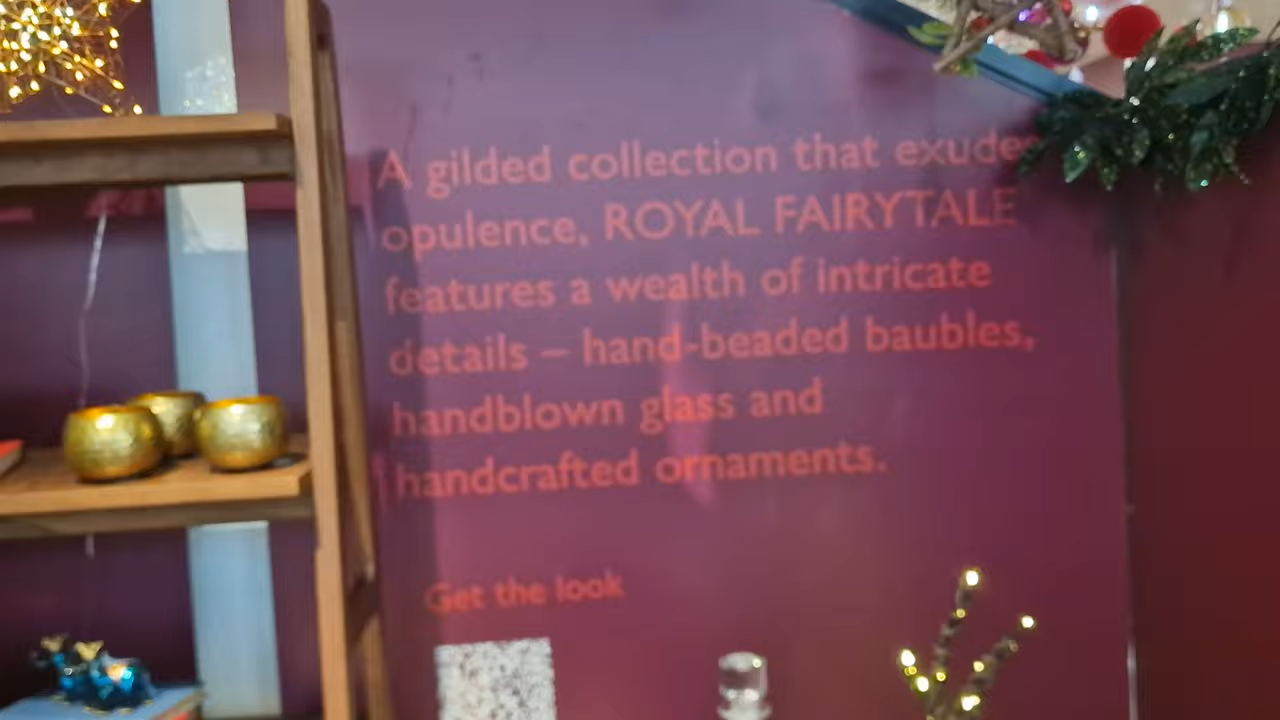 A gilded collection that exudes
opulence, ROYAL FAIRYTALE
features a wealth of intricate
details – hand-beaded baubles,
handblown glass and
handcrafted ornaments.
Get the look